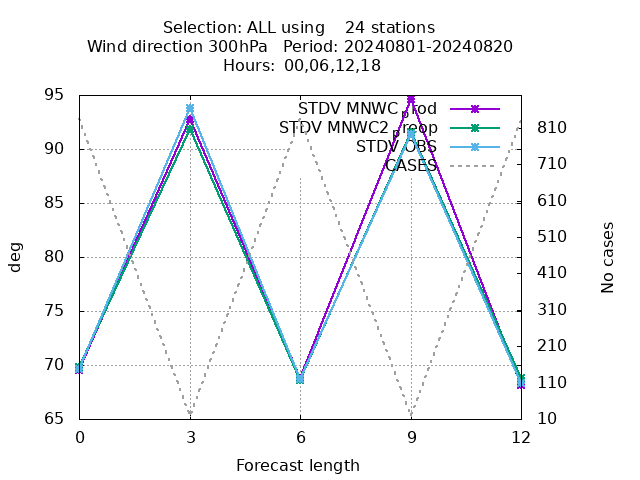 Selection: ALL using    24 stations
Wind direction 300hPa   Period: 20240801-20240820
Hours: 00,06,12,18
STDV MNWC_prod
STDV MNWC2_preop
STDV OBS
CASES
95
90
85
80
75
70
65
deg
810
710
610
510
410
310
210
110
10
No cases
0 3 6 9 12
Forecast length